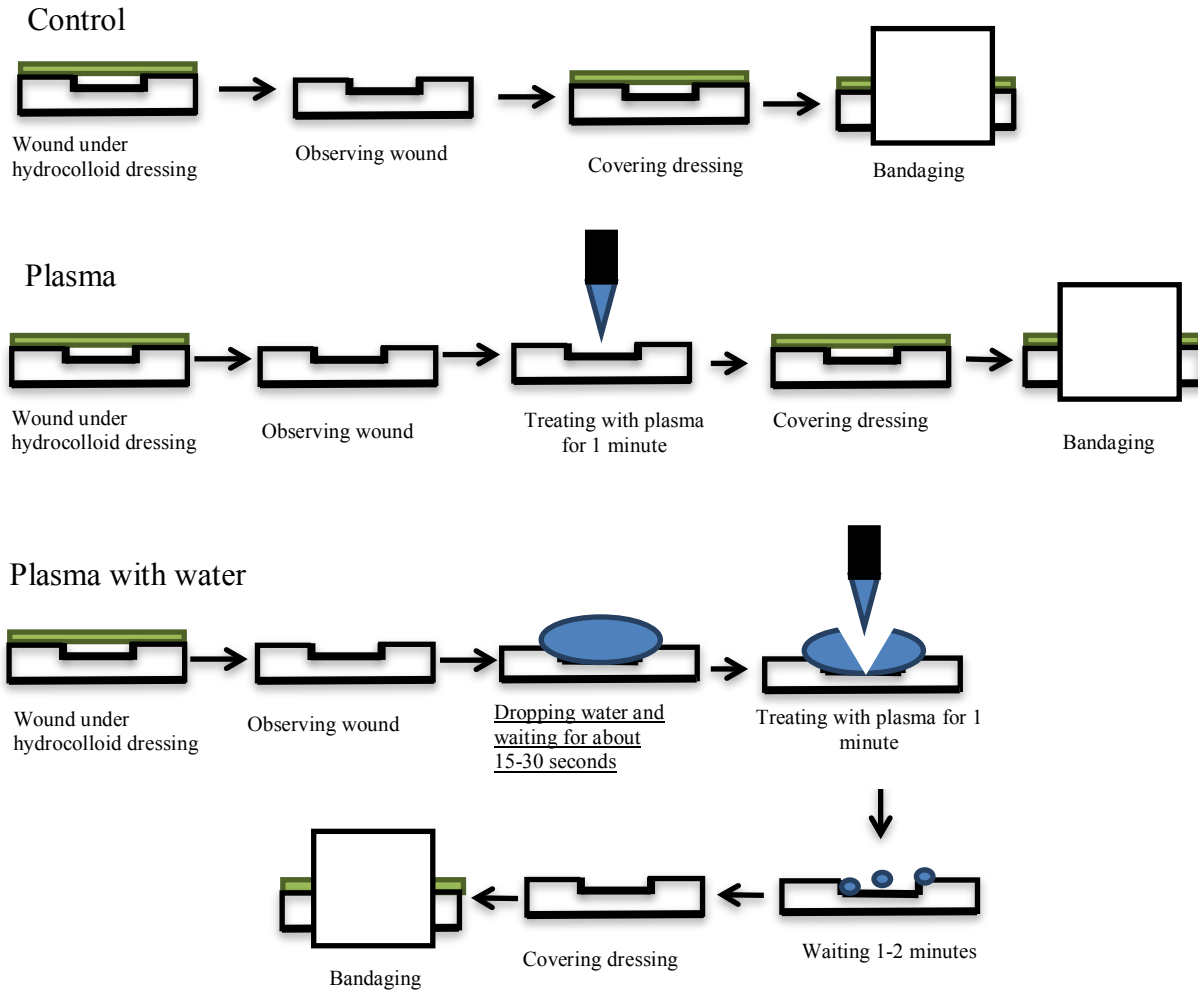 Control
Wound under
hydrocolloid dressing
Observing wound
Covering dressing
Bandaging
Plasma
Wound under
hydrocolloid dressing
Observing wound
Treating with plasma
for 1 minute
Covering dressing
Bandaging
Plasma with water
Wound under
hydrocolloid dressing
Observing wound
Dropping water and
waiting for about
15-30 seconds
Treating with plasma for 1
minute
Waiting 1-2 minutes
Covering dressing
Bandaging